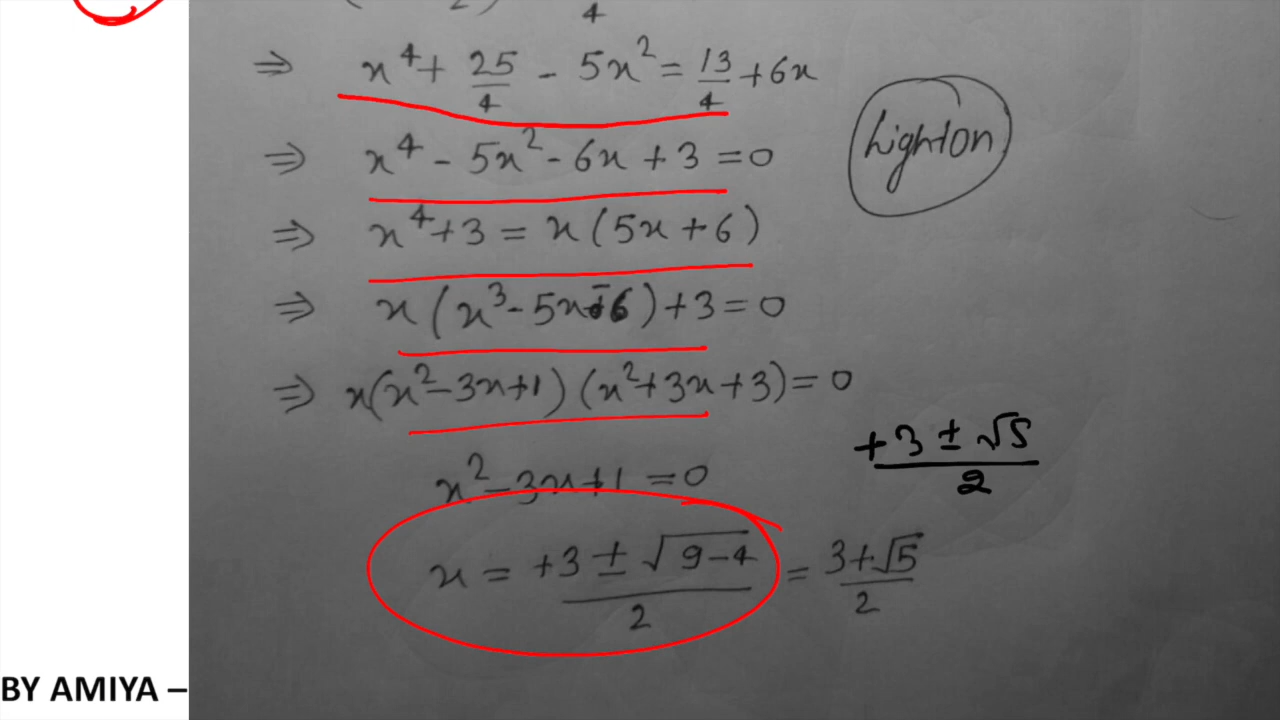 2) 4
⇒ x⁴ + 25/4 - 5x² = 13/4 + 6x
⇒ x⁴ - 5x² - 6x + 3 = 0
⇒ x⁴ + 3 = x(5x + 6)
⇒ x(x³ - 5x - 6) + 3 = 0
⇒ x(x² - 3x + 1)(x² + 3x + 3) = 0
x² - 3x + 1 = 0
x = +3 ± √(9-4)/2 = 3+√5/2
+3 ± √5/2
BY AMIYA –